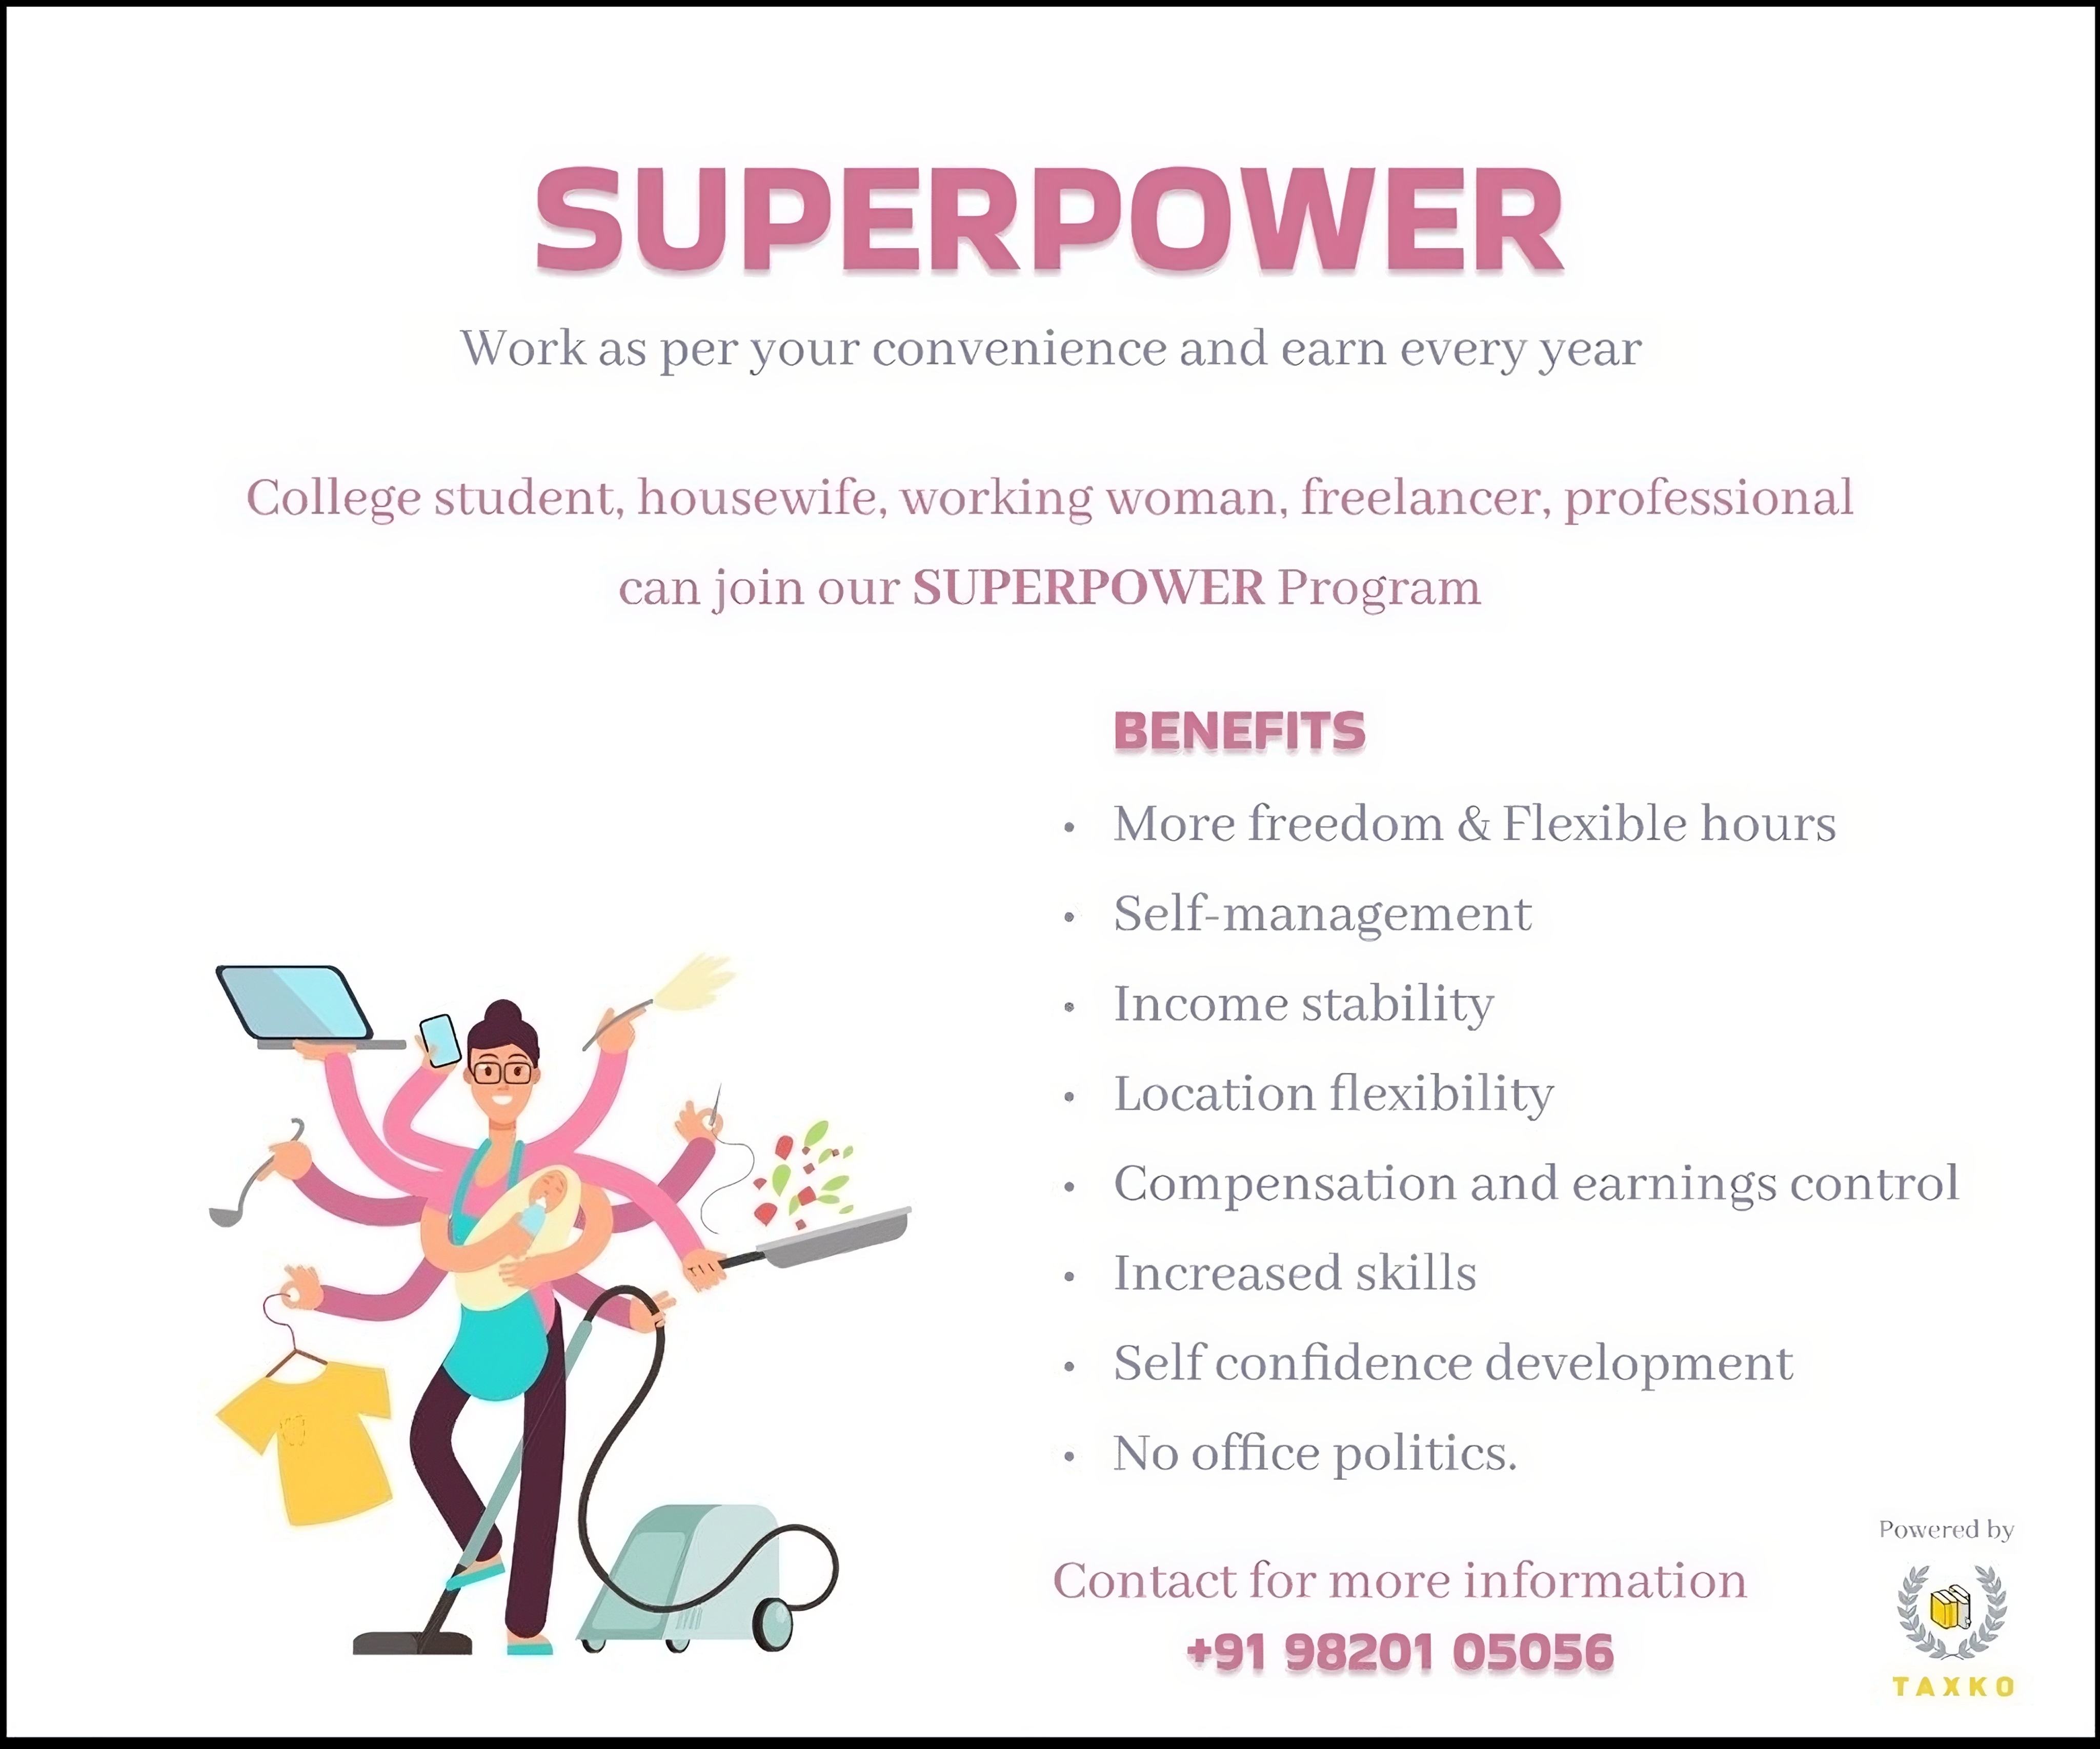 SUPERPOWER
Work as per your convenience and earn every year
College student, housewife, working woman, freelancer, professional
can join our SUPERPOWER Program
BENEFITS
• More freedom & Flexible hours
• Self-management
• Income stability
• Location flexibility
• Compensation and earnings control
• Increased skills
• Self confidence development
• No office politics.
Contact for more information
+91 98201 05056
Powered by
TAXKO